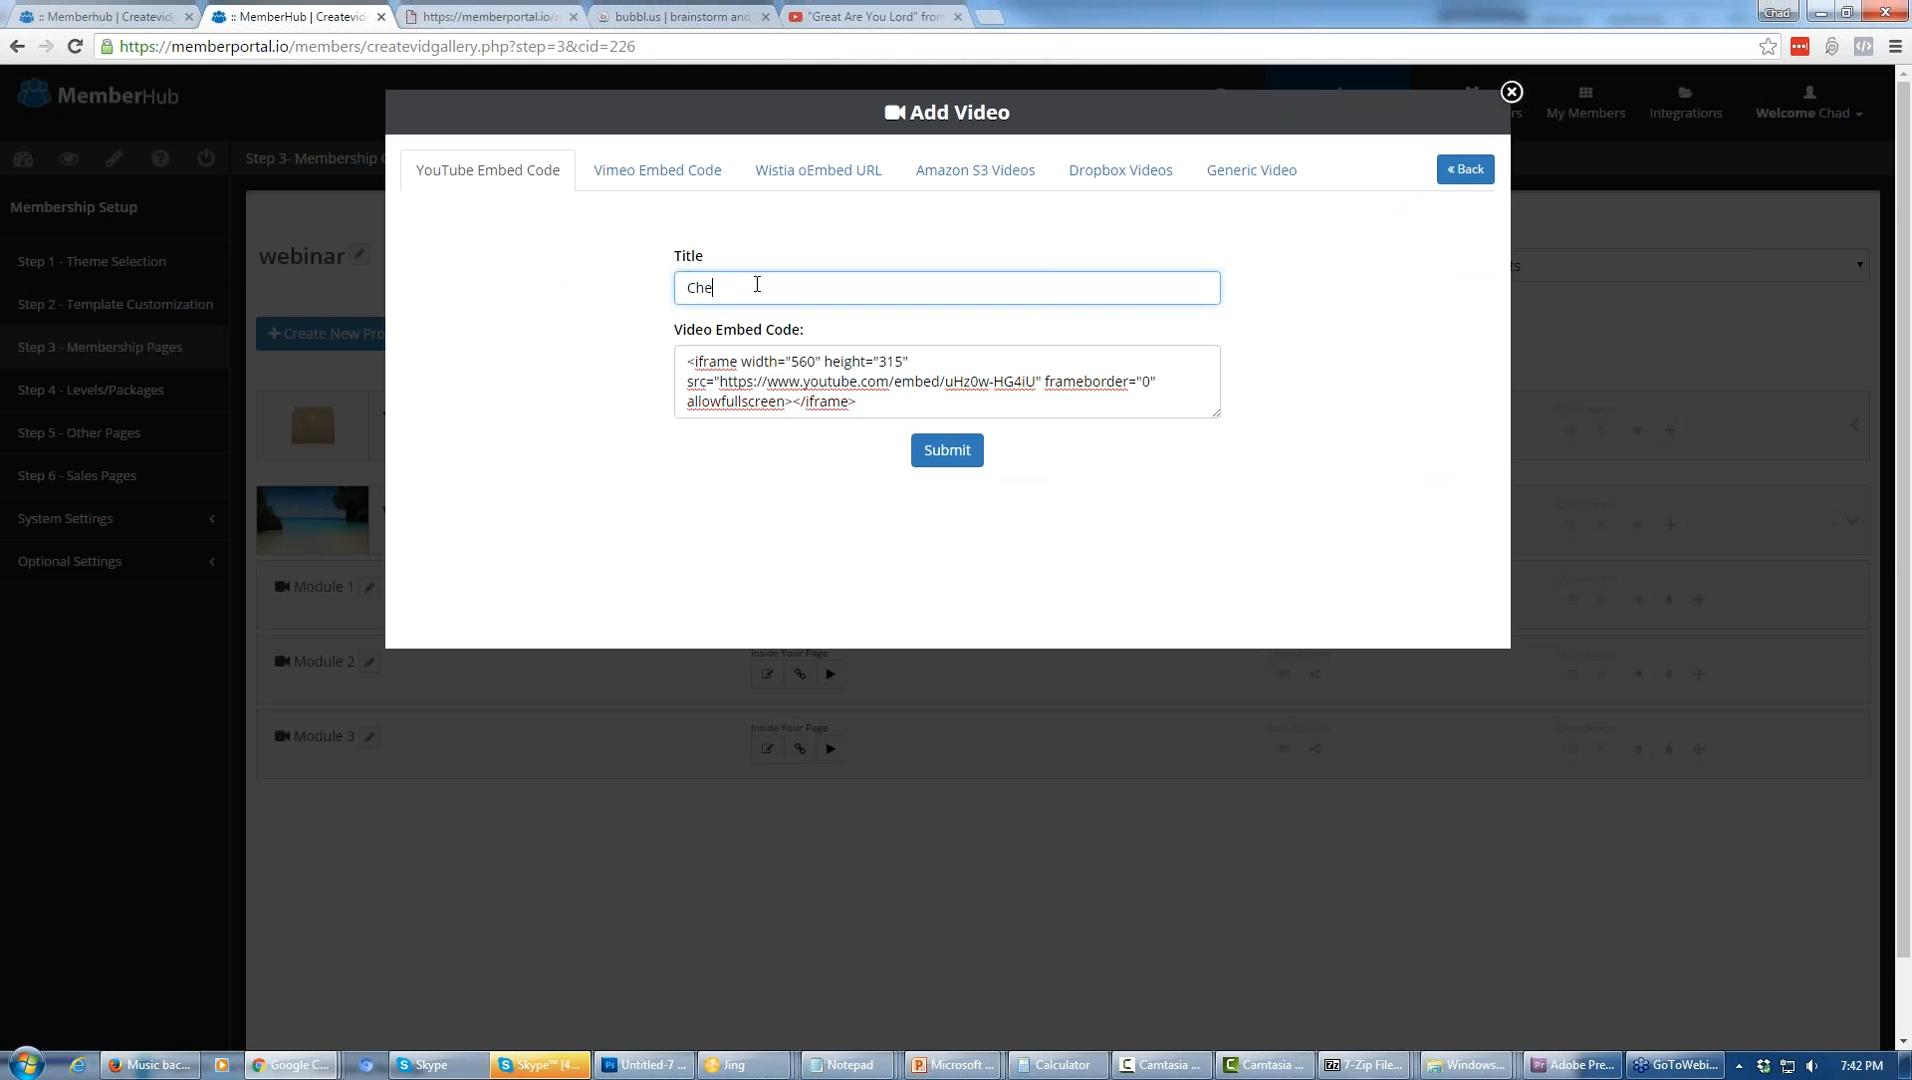 :: MemberHub | Createvid
:: MemberHub | Createvid
https://memberportal.io/m
bubbl.us | brainstorm and
"Great Are You Lord" from
Chad
https://memberportal.io/members/createvidgallery.php?step=3&cid=226
MemberHub
My Members
Integrations
Welcome Chad
Add Video
YouTube Embed Code
Vimeo Embed Code
Wistia oEmbed URL
Amazon S3 Videos
Dropbox Videos
Generic Video
« Back
Step 3- Membership
Membership Setup
Step 1 - Theme Selection
Step 2 - Template Customization
Step 3 - Membership Pages
Step 4 - Levels/Packages
Step 5 - Other Pages
Step 6 - Sales Pages
System Settings
Optional Settings
webinar
+ Create New Pro
Title
Che
Video Embed Code:
<iframe width="560" height="315"
src="https://www.youtube.com/embed/uHz0w-HG4iU" frameborder="0"
allowfullscreen></iframe>
Submit
Module 1
Module 2
Inside Your Page
Module 3
Inside Your Page
Music bac...
Google C...
Skype
Skype™ [4...
Untitled-7 ...
Jing
Notepad
Microsoft ...
Calculator
Camtasia ...
Camtasia ...
7-Zip File...
Windows...
Adobe Pre...
GoToWebi...
7:42 PM